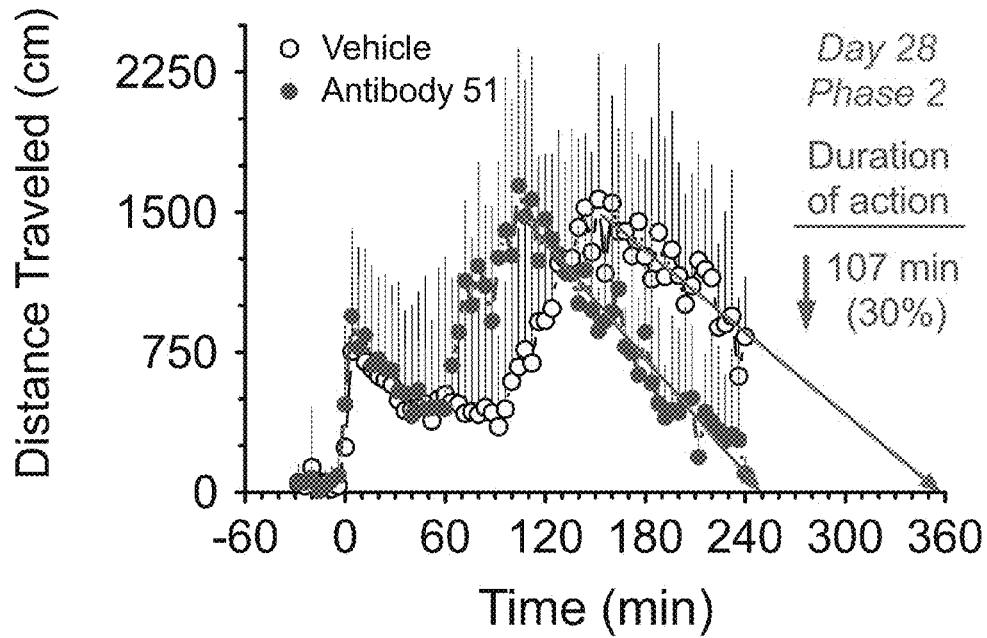 Distance Traveled (cm)
2250
1500
750
0
Vehicle
Antibody 51
Day 28
Phase 2
Duration
of action
107 min
(30%)
-60 0 60 120 180 240 300 360
Time (min)